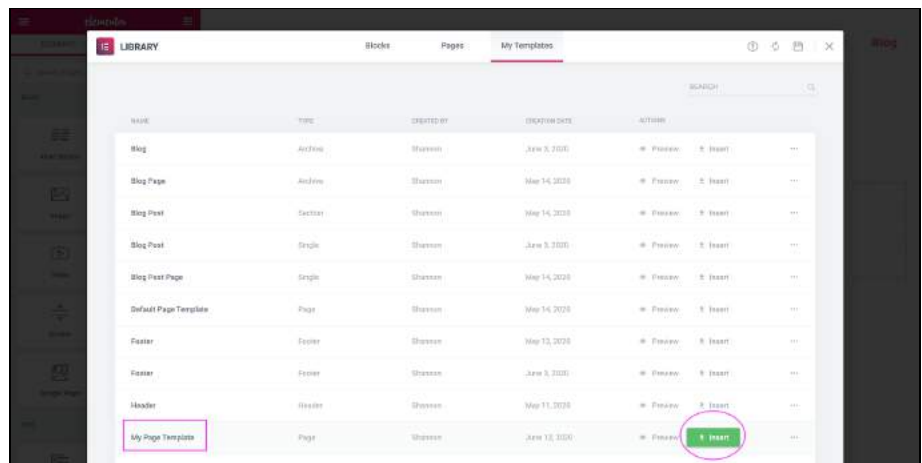 elementor
LIBRARY Blocks Pages My Templates
Blog
SEARCH
NAME TYPE CREATED BY CREATION DATE ACTIONS
Blog Archive Shannon June 3, 2020 Preview Insert
Blog Page Archive Shannon May 14, 2020 Preview Insert
Blog Post Section Shannon May 14, 2020 Preview Insert
Blog Post Single Shannon June 3, 2020 Preview Insert
Blog Post Page Single Shannon May 14, 2020 Preview Insert
Default Page Template Page Shannon May 14, 2020 Preview Insert
Footer Footer Shannon May 13, 2020 Preview Insert
Footer Footer Shannon June 3, 2020 Preview Insert
Header Header Shannon May 11, 2020 Preview Insert
My Page Template Page Shannon June 12, 2020 Preview Insert